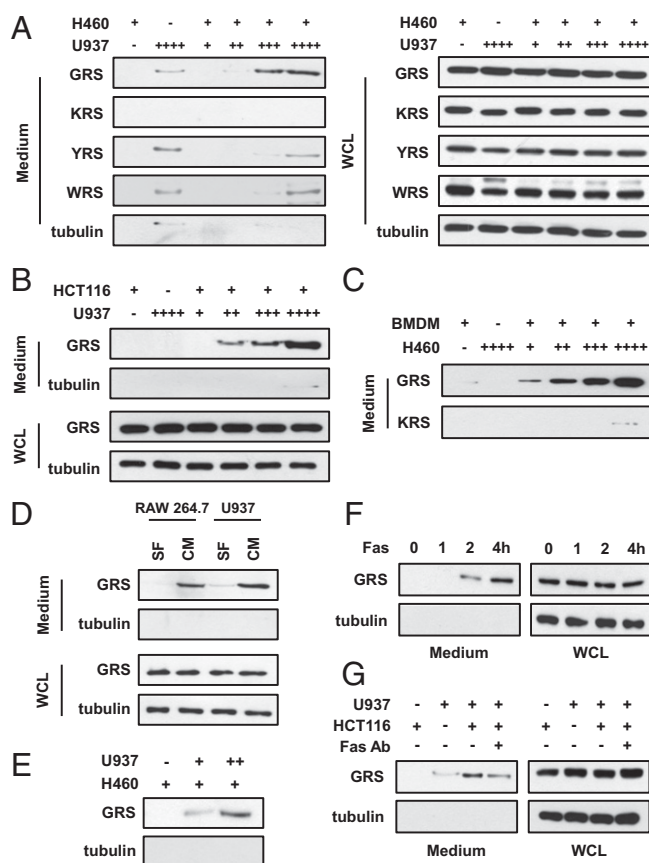 A
H460 + - + + + +
U937 - ++++ + ++ +++ ++++
GRS
KRS
YRS
WRS
tubulin
Medium
H460 + - + + + +
U937 - ++++ + ++ +++ ++++
GRS
KRS
YRS
WRS
tubulin
WCL
B
HCT116 + - + + + +
U937 - ++++ + ++ +++ ++++
Medium
GRS
tubulin
WCL
GRS
tubulin
C
BMDM + - + + + +
H460 - ++++ + ++ +++ ++++
Medium
GRS
KRS
D
RAW 264.7 U937
SF CM SF CM
Medium
GRS
tubulin
WCL
GRS
tubulin
E
U937 - + ++
H460 + + +
GRS
tubulin
F
Fas 0 1 2 4h 0 1 2 4h
GRS
tubulin
Medium WCL
G
U937 - + + + - + + +
HCT116 + - + + + - + +
Fas Ab - - - + - - - +
GRS
tubulin
Medium WCL